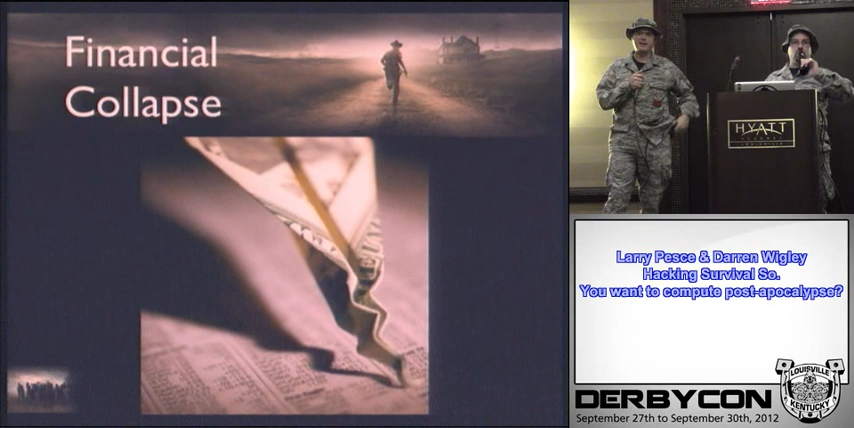 Financial
Collapse
HYATT
Larry Pesce & Darren Wigley
Hacking Survival So.
You want to compute post-apocalypse?
DERBYCON
September 27th to September 30th, 2012
LOUISVILLE
KENTUCKY